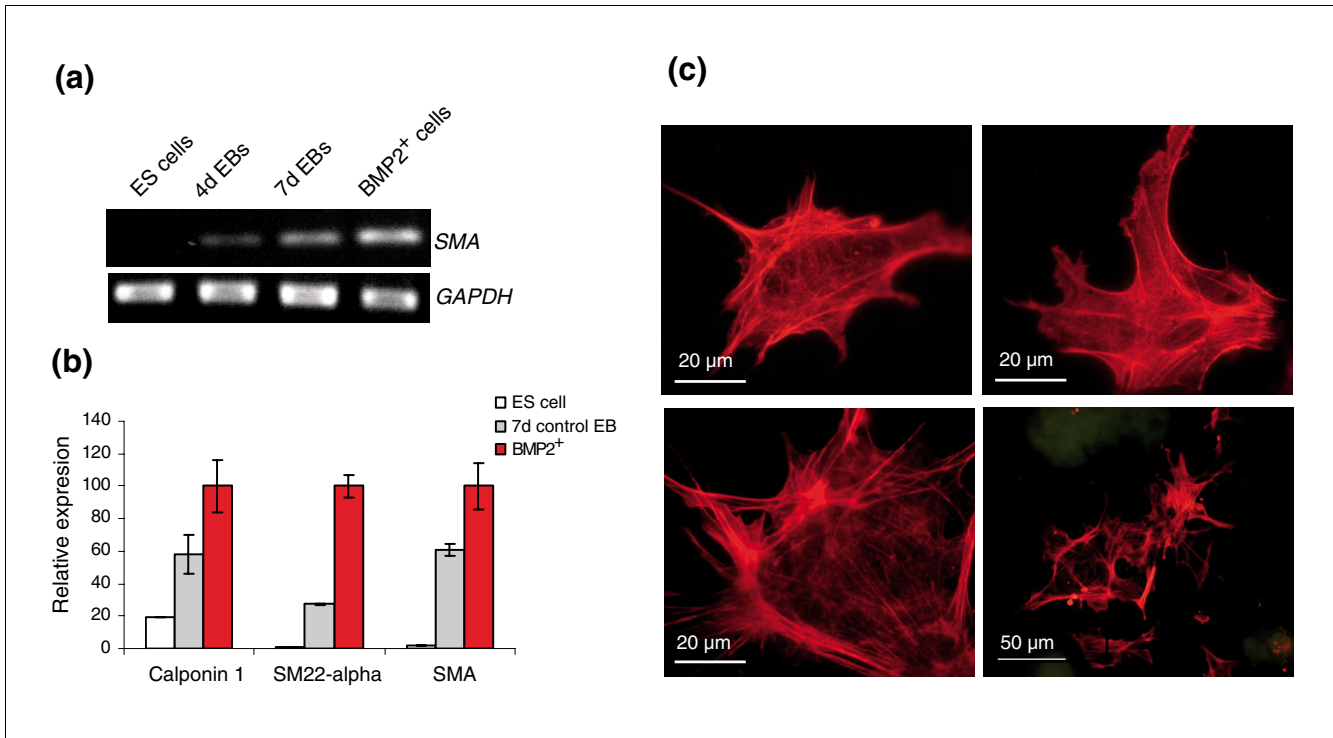 (a)
ES cells
4d EBs
7d EBs
BMP2+ cells
SMA
GAPDH
(b)
ES cell
7d control EB
BMP2+
Relative expresion
140
120
100
80
60
40
20
0
Calponin 1
SM22-alpha
SMA
(c)
20 µm
20 µm
20 µm
50 µm